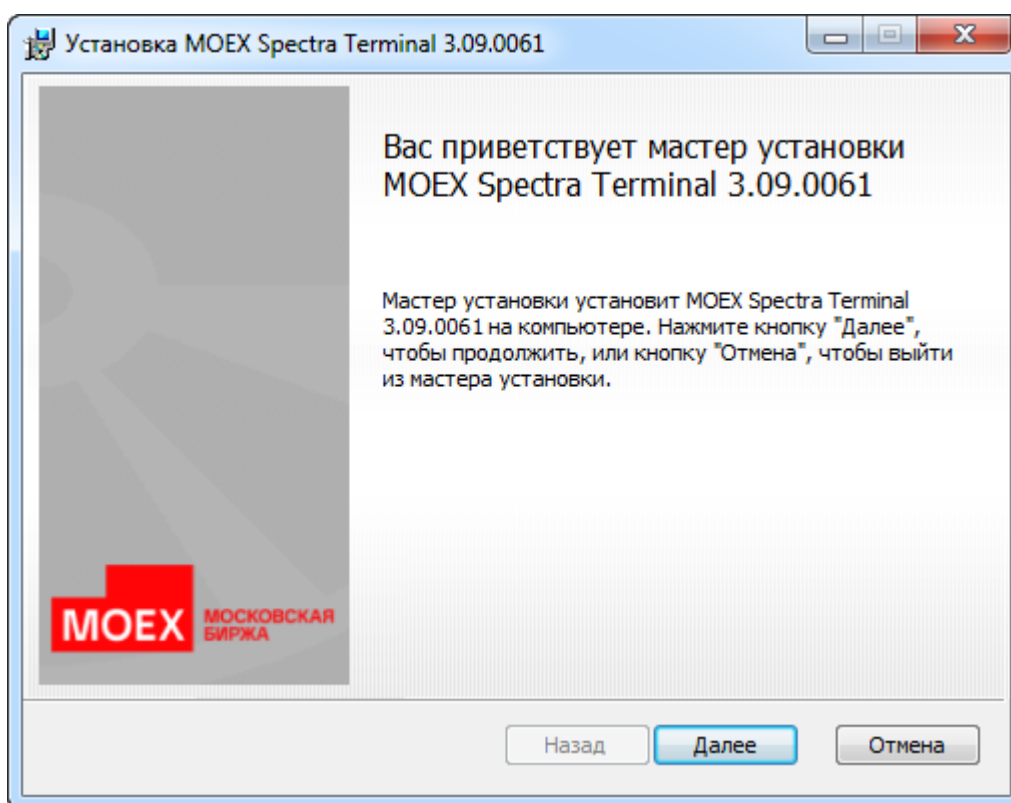 Установка MOEX Spectra Terminal 3.09.0061
Вас приветствует мастер установки
MOEX Spectra Terminal 3.09.0061
Мастер установки установит MOEX Spectra Terminal
3.09.0061 на компьютере. Нажмите кнопку "Далее",
чтобы продолжить, или кнопку "Отмена", чтобы выйти
из мастера установки.
MOEX МОСКОВСКАЯ
БИРЖА
Назад Далее Отмена